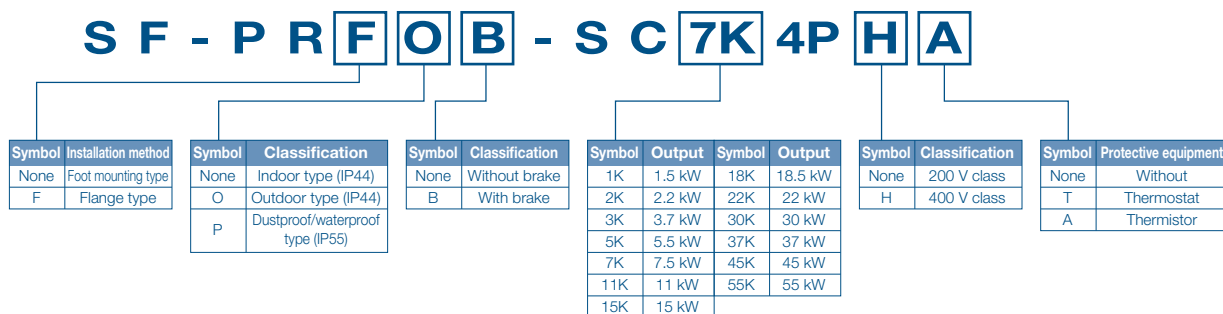 SF-PRFOB-SC7K4PHA
Symbol Installation method
None Foot mounting type
F Flange type
Symbol Classification
None Indoor type (IP44)
O Outdoor type (IP44)
P Dustproof/waterproof
type (IP55)
Symbol Classification
None Without brake
B With brake
Symbol Output Symbol Output
1K 1.5 kW 18K 18.5 kW
2K 2.2 kW 22K 22 kW
3K 3.7 kW 30K 30 kW
5K 5.5 kW 37K 37 kW
7K 7.5 kW 45K 45 kW
11K 11 kW 55K 55 kW
15K 15 kW
Symbol Classification
None 200 V class
H 400 V class
Symbol Protective equipment
None Without
T Thermostat
A Thermistor